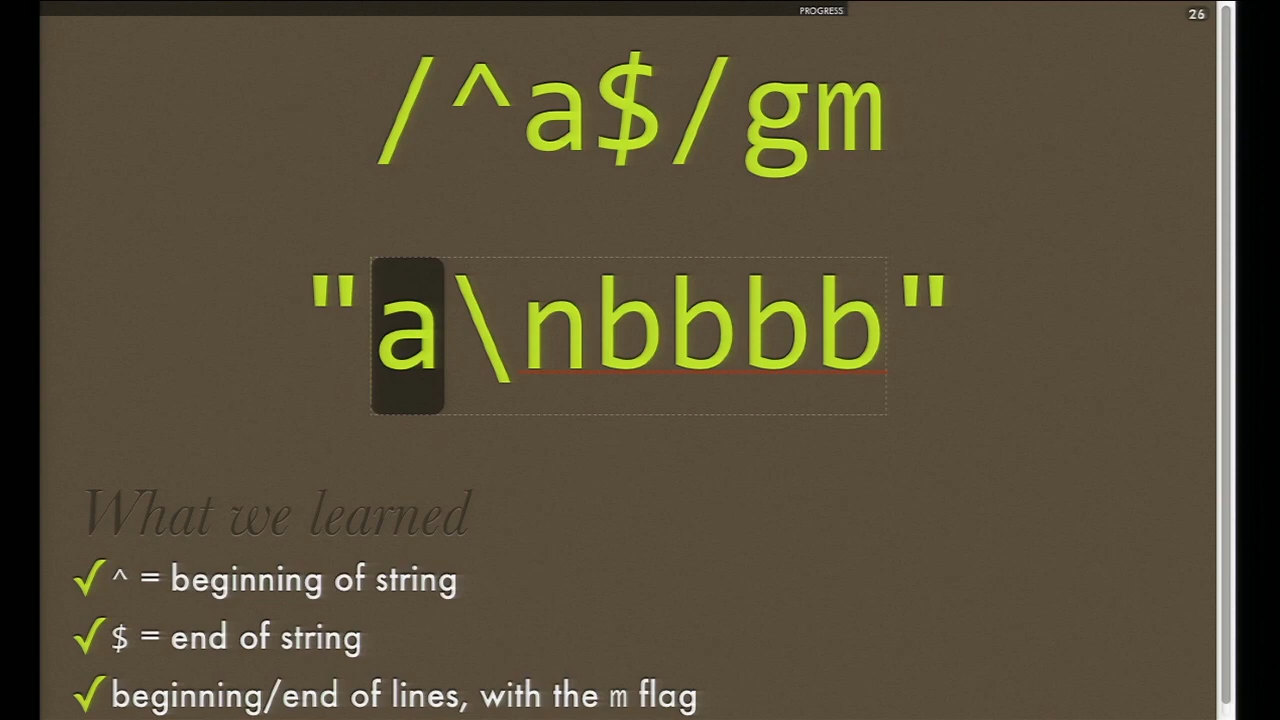 PROGRESS
26
/^a$/gm
"a\nbbbb"
What we learned
✓ ^ = beginning of string
✓ $ = end of string
✓ beginning/end of lines, with the m flag